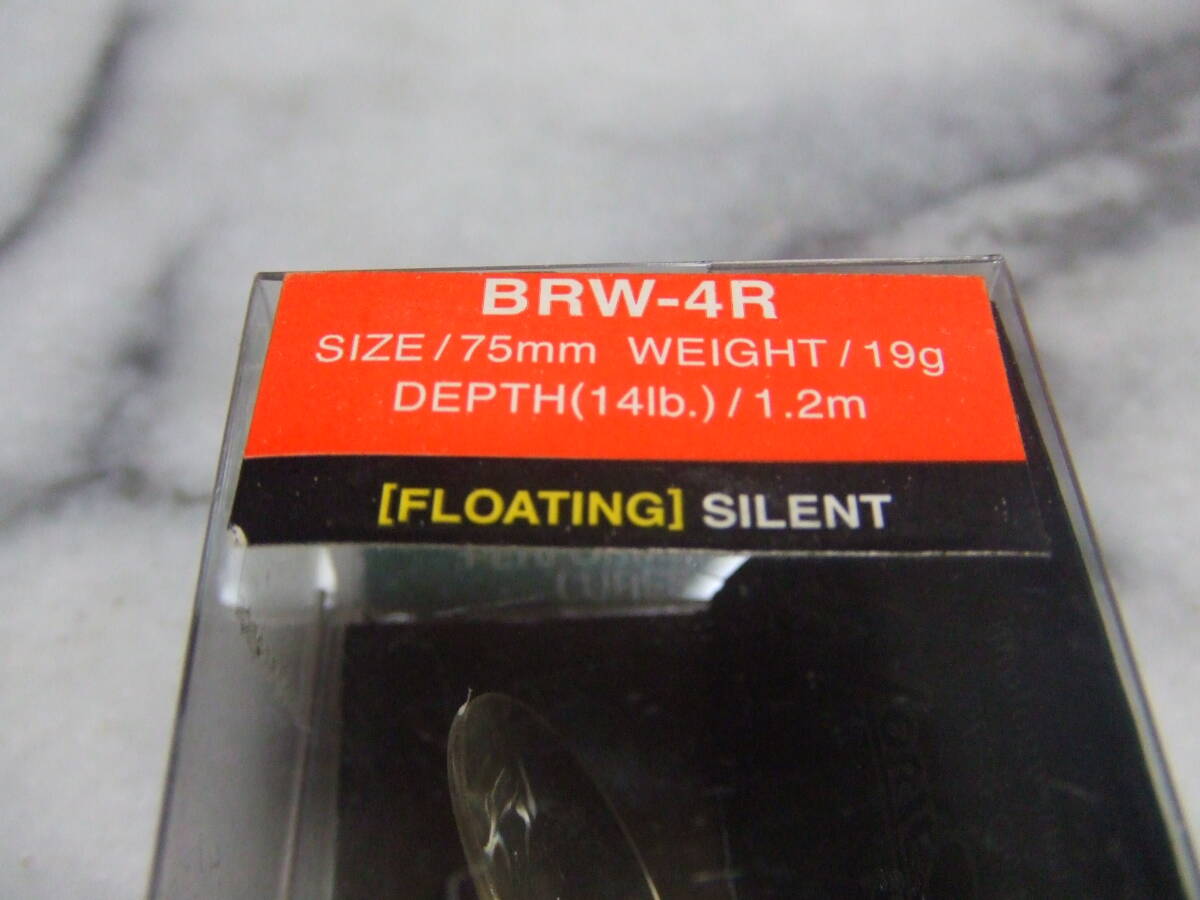 BRW-4R
SIZE/75mm WEIGHT/19g
DEPTH(14lb.)/1.2m
[FLOATING] SILENT